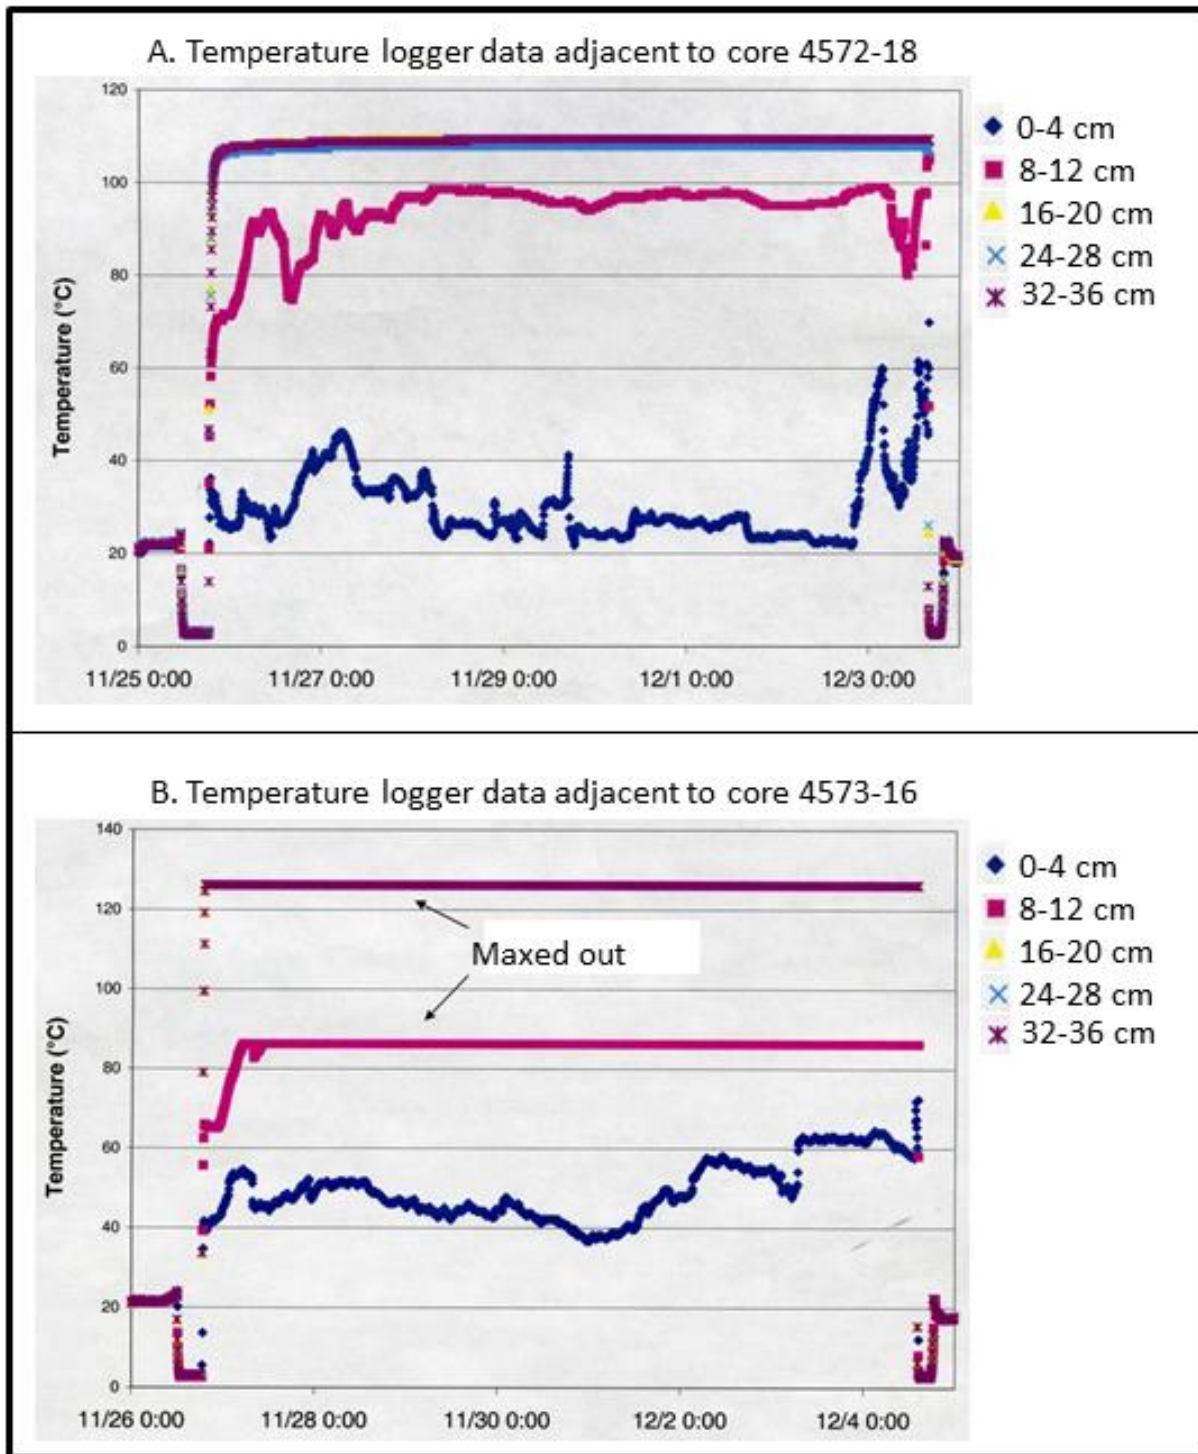 A. Temperature logger data adjacent to core 4572-18
120
100
80
60
40
20
0
Temperature (°C)
11/25 0:00 11/27 0:00 11/29 0:00 12/1 0:00 12/3 0:00
0-4 cm
8-12 cm
16-20 cm
24-28 cm
32-36 cm
B. Temperature logger data adjacent to core 4573-16
140
120
100
80
60
40
20
0
Temperature (°C)
Maxed out
11/26 0:00 11/28 0:00 11/30 0:00 12/2 0:00 12/4 0:00
0-4 cm
8-12 cm
16-20 cm
24-28 cm
32-36 cm